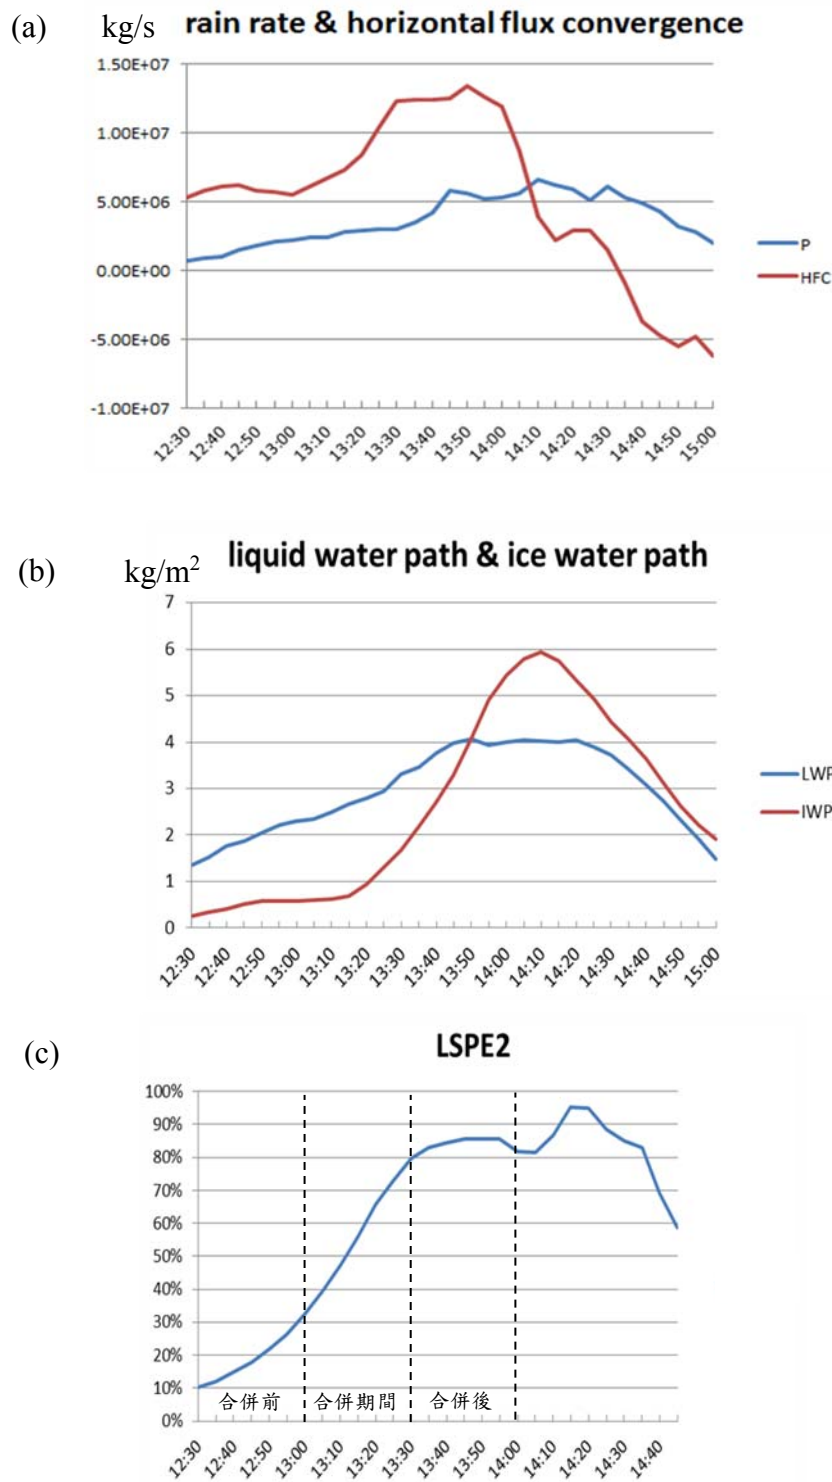 (a) kg/s rain rate & horizontal flux convergence
1.50E+07
1.00E+07
5.00E+06
0.00E+00
-5.00E+06
-1.00E+07
P
HFC
12:30 12:40 12:50 13:00 13:10 13:20 13:30 13:40 13:50 14:00 14:10 14:20 14:30 14:40 14:50 15:00
(b) kg/m² liquid water path & ice water path
7
6
5
4
3
2
1
0
LWP
IWP
12:30 12:40 12:50 13:00 13:10 13:20 13:30 13:40 13:50 14:00 14:10 14:20 14:30 14:40 14:50 15:00
(c) LSPE2
100%
90%
80%
70%
60%
50%
40%
30%
20%
10%
0%
合併前 合併期間 合併後
12:30 12:40 12:50 13:00 13:10 13:20 13:30 13:40 13:50 14:00 14:10 14:20 14:30 14:40